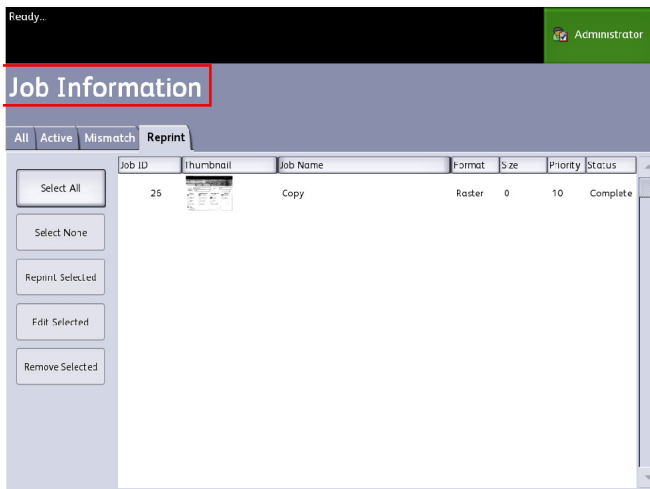 Ready...
Administrator
Job Information
All Active Mismatch Reprint
Job ID Thumbnail Job Name Format Size Priority Status
26 Copy Raster 0 10 Complete
Select All
Select None
Reprint Selected
Edit Selected
Remove Selected